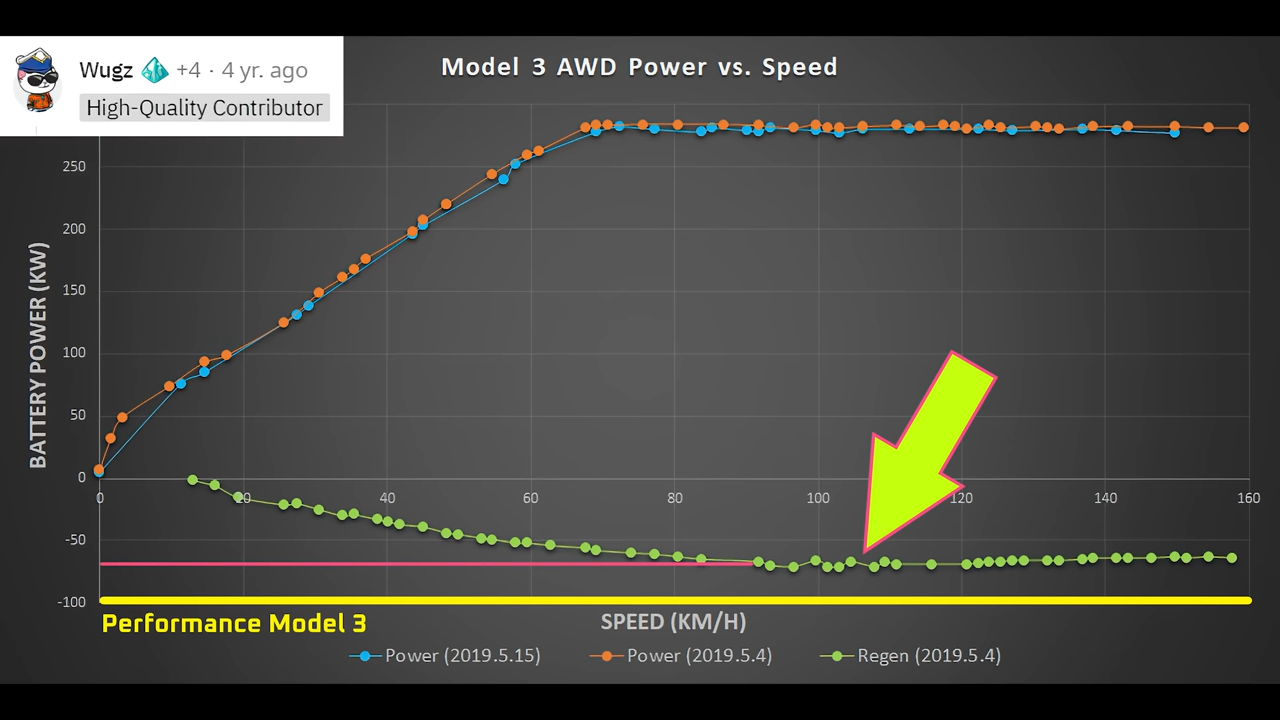 Wugz +4 · 4 yr. ago
High-Quality Contributor
Model 3 AWD Power vs. Speed
BATTERY POWER (KW)
250
200
150
100
50
0
-50
-100
0 20 40 60 80 100 120 140 160
Performance Model 3
SPEED (KM/H)
Power (2019.5.15) Power (2019.5.4) Regen (2019.5.4)